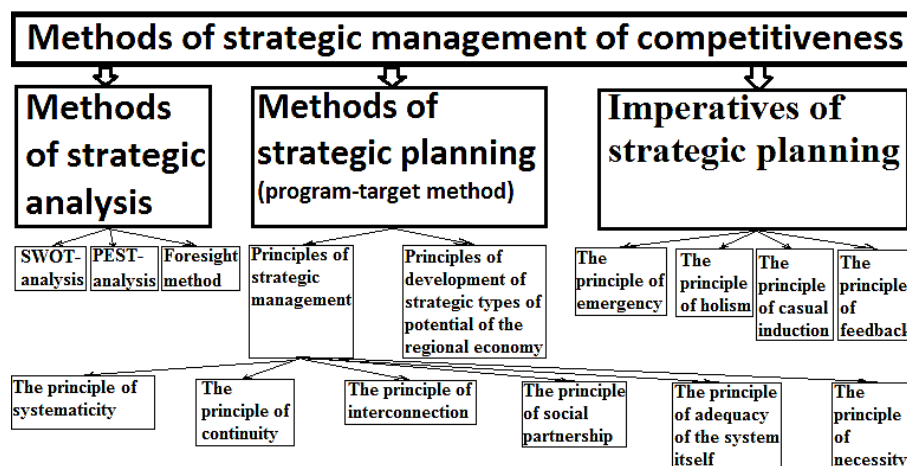 Methods of strategic management of competitiveness
Methods
of strategic
analysis
Methods of
strategic planning
(program-target method)
Imperatives of
strategic planning
SWOT-
analysis
PEST-
analysis
Foresight
method
Principles of
strategic
management
Principles of
development of
strategic types of
potential of the
regional economy
The
principle of
emergency
The
principle
of holism
The
principle
of casual
induction
The
principle
of
feedback
The principle of
systematicity
The
principle of
continuity
The principle of
interconnection
The principle
of social
partnership
The principle
of adequacy
of the system
itself
The
principle
of
necessity